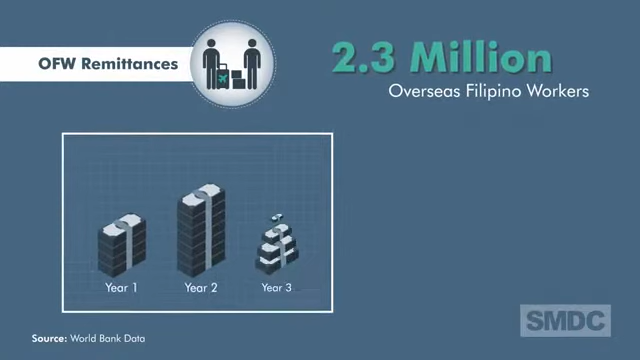 OFW Remittances
2.3 Million
Overseas Filipino Workers
Year 1
Year 2
Year 3
Source: World Bank Data
SMDC